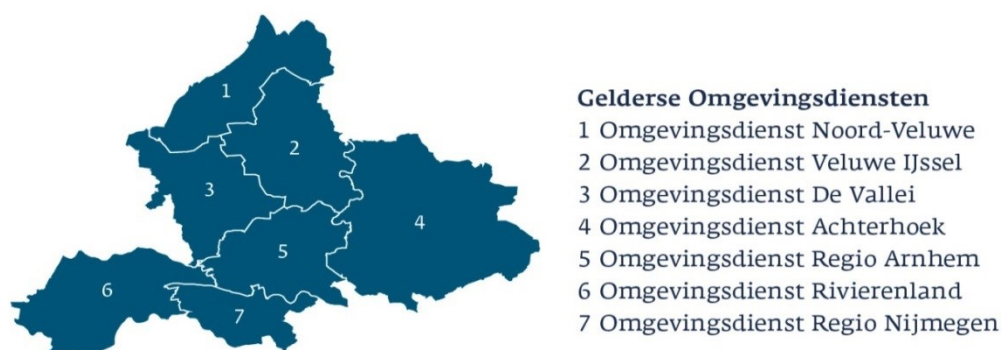 1
2
3
4
5
6
7
Gelderse Omgevingsdiensten
1 Omgevingsdienst Noord-Veluwe
2 Omgevingsdienst Veluwe IJssel
3 Omgevingsdienst De Vallei
4 Omgevingsdienst Achterhoek
5 Omgevingsdienst Regio Arnhem
6 Omgevingsdienst Rivierenland
7 Omgevingsdienst Regio Nijmegen